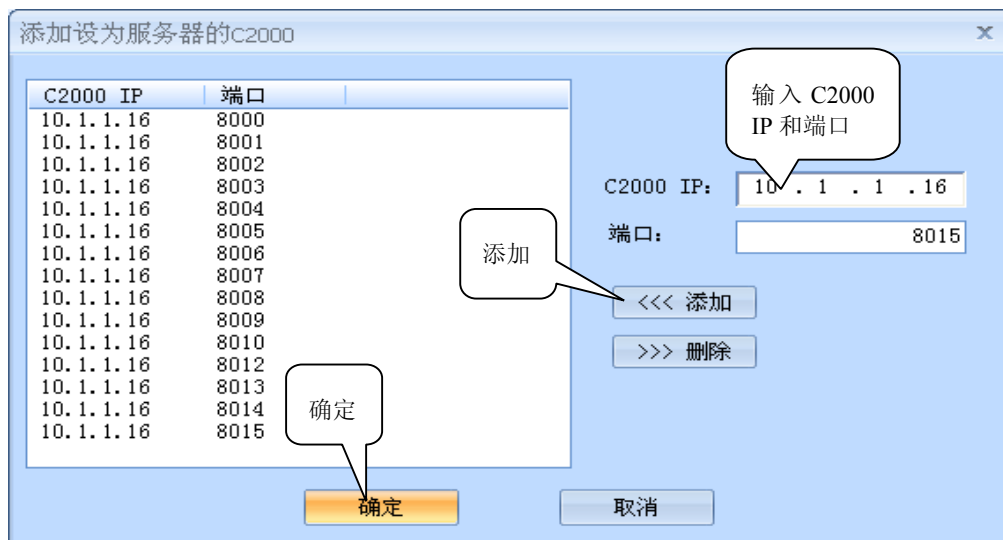 添加设为服务器的C2000
x
C2000 IP 端口
10.1.1.16 8000
10.1.1.16 8001
10.1.1.16 8002
10.1.1.16 8003
10.1.1.16 8004
10.1.1.16 8005
10.1.1.16 8006
10.1.1.16 8007
10.1.1.16 8008
10.1.1.16 8009
10.1.1.16 8010
10.1.1.16 8012
10.1.1.16 8013
10.1.1.16 8014
10.1.1.16 8015
输入 C2000
IP 和端口
C2000 IP: 10 . 1 . 1 .16
端口: 8015
添加
<<< 添加
>>> 删除
确定
确定 取消